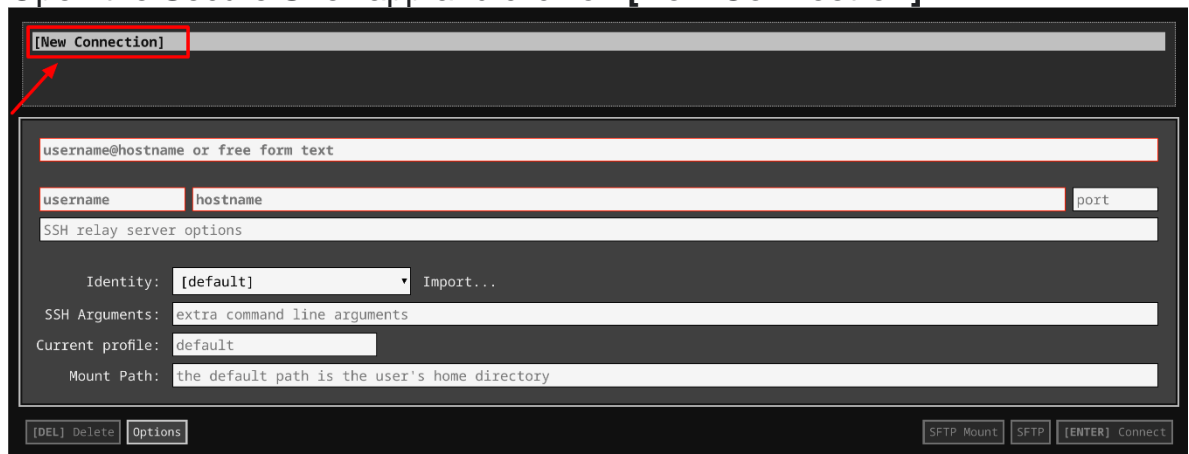 [New Connection]
username@hostname or free form text
username hostname port
SSH relay server options
Identity: [default] Import...
SSH Arguments: extra command line arguments
Current profile: default
Mount Path: the default path is the user's home directory
[DEL] Delete Options SFTP Mount SFTP [ENTER] Connect